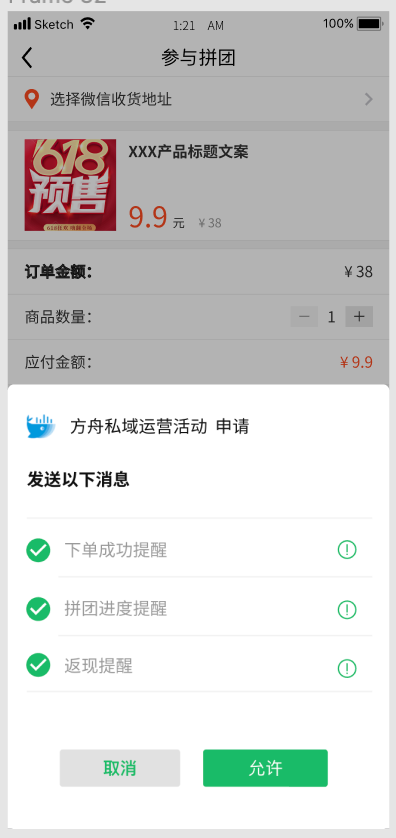 Sketch
1:21 AM
100%
参与拼团
选择微信收货地址
618
预售
XXX产品标题文案
9.9 元 ¥38
订单金额：
¥38
商品数量：
− 1 +
应付金额：
¥9.9
方舟私域运营活动 申请
发送以下消息
下单成功提醒
拼团进度提醒
返现提醒
取消
允许